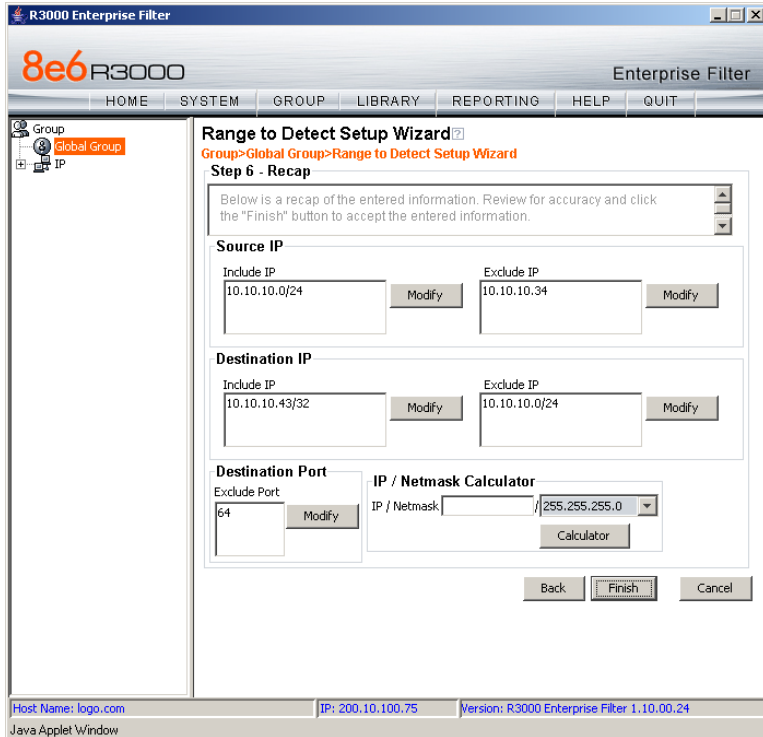 R3000 Enterprise Filter
8e6 R3000
Enterprise Filter
HOME SYSTEM GROUP LIBRARY REPORTING HELP QUIT
Group
Global Group
IP
Range to Detect Setup Wizard
Group>Global Group>Range to Detect Setup Wizard
Step 6 - Recap
Below is a recap of the entered information. Review for accuracy and click
the "Finish" button to accept the entered information.
Source IP
Include IP
10.10.10.0/24
Modify
Exclude IP
10.10.10.34
Modify
Destination IP
Include IP
10.10.10.43/32
Modify
Exclude IP
10.10.10.0/24
Modify
Destination Port
Exclude Port
64
Modify
IP / Netmask Calculator
IP / Netmask / 255.255.255.0
Calculator
Back Finish Cancel
Host Name: logo.com IP: 200.10.100.75 Version: R3000 Enterprise Filter 1.10.00.24
Java Applet Window